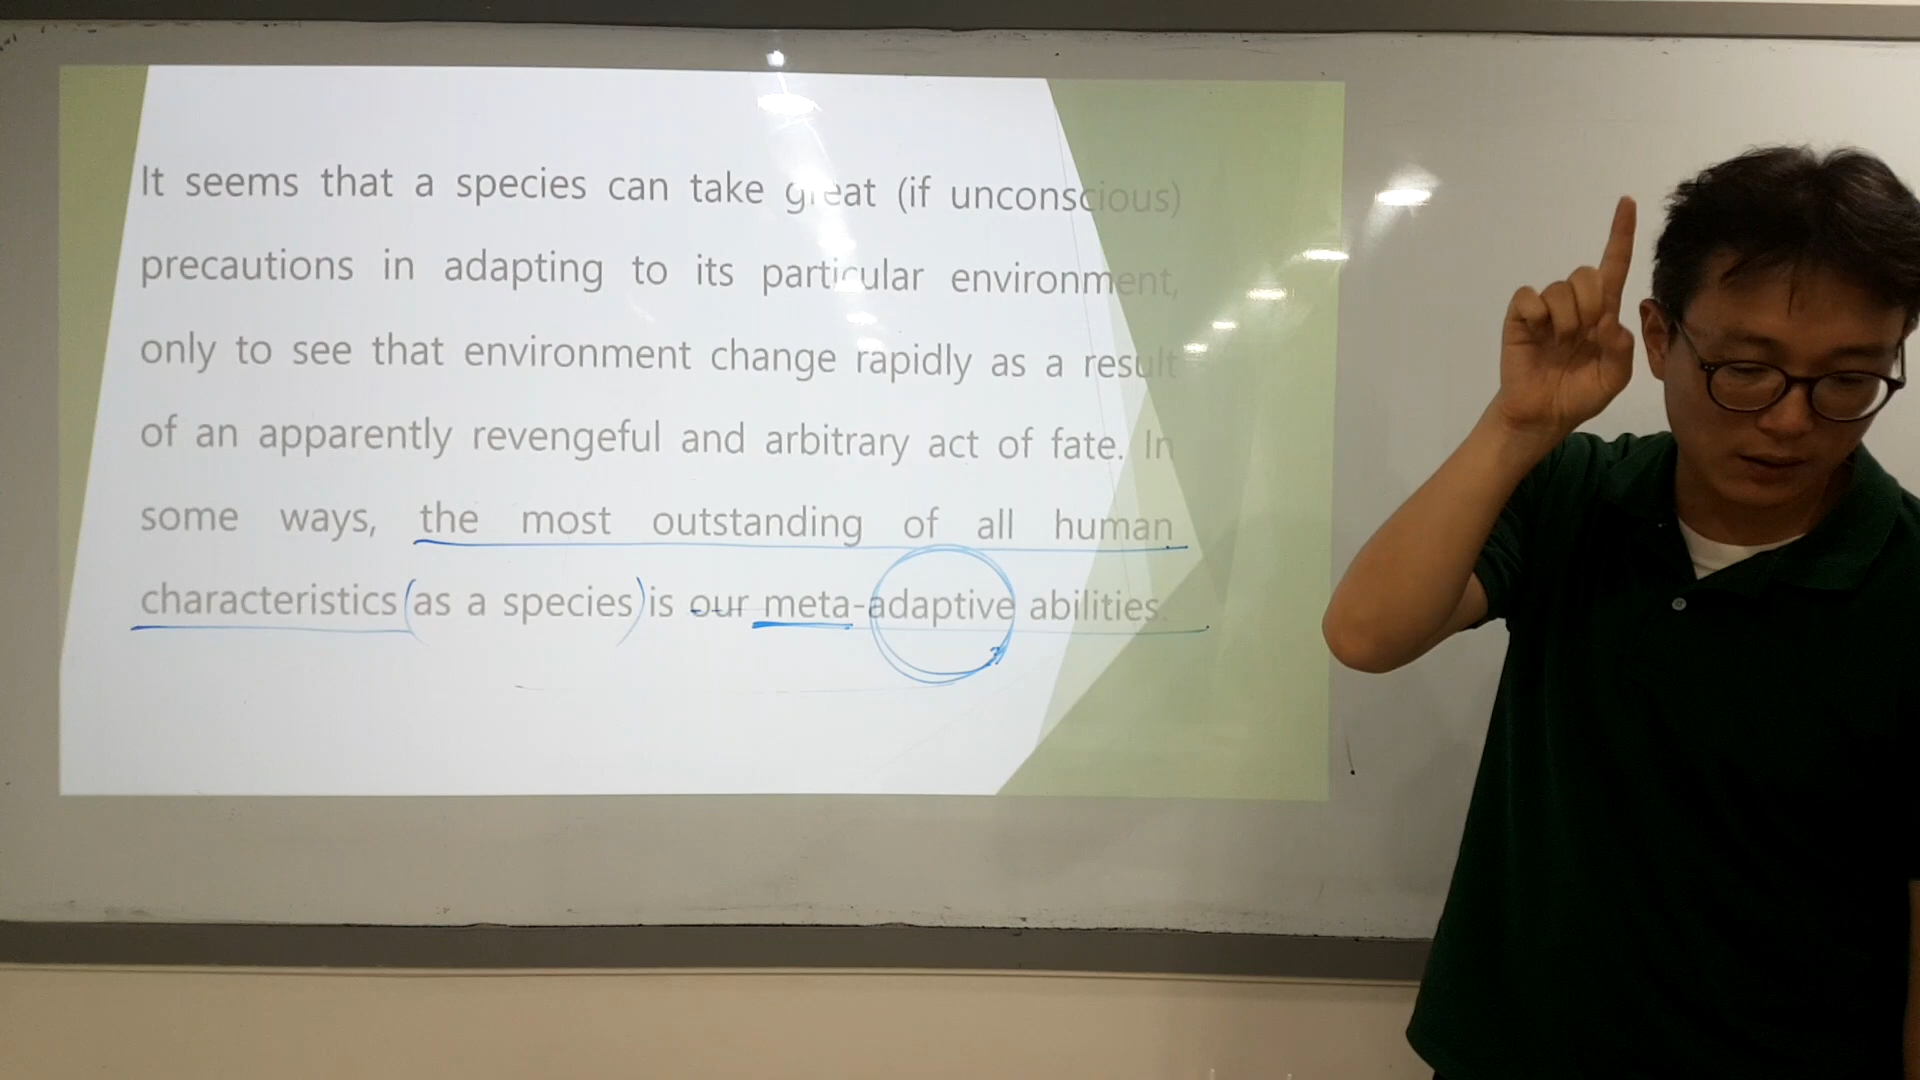 It seems that a species can take great (if unconscious)
precautions in adapting to its particular environment,
only to see that environment change rapidly as a result
of an apparently revengeful and arbitrary act of fate. In
some ways, the most outstanding of all human
characteristics (as a species) is our meta-adaptive abilities.